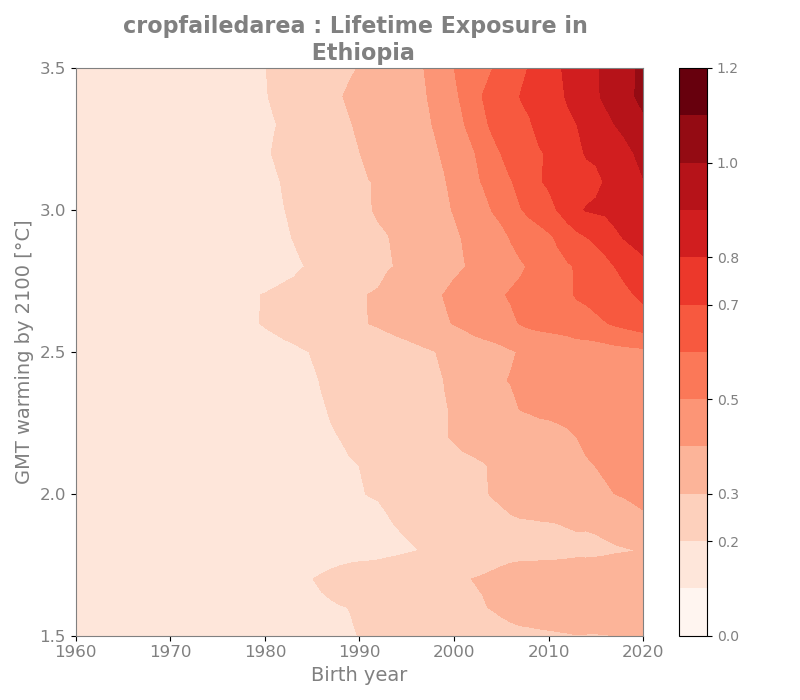 cropfailedarea : Lifetime Exposure in
Ethiopia
3.5
3.0
2.5
2.0
1.5
GMT warming by 2100 [°C]
1960 1970 1980 1990 2000 2010 2020
Birth year
1.2
1.0
0.8
0.7
0.5
0.3
0.2
0.0